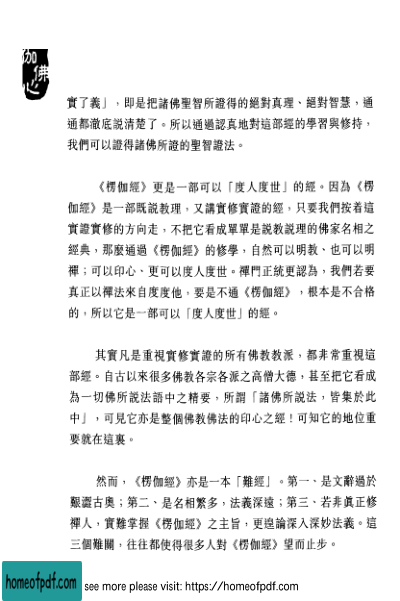 伽佛心
實了義」，即是把諸佛聖智所證得的絕對真理、絕對智慧，通
通都澈底説清楚了。所以通過認真地對這部經的學習與修持，
我們可以證得諸佛所證的聖智證法。
《楞伽經》更是一部可以「度人度世」的經。因為《楞
伽經》是一部既説教理，又講實修實證的經，只要我們按着這
實證實修的方向走，不把它看成單單是説教説理的佛家名相之
經典，那麼通過《楞伽經》的修學，自然可以明教、也可以明
禪；可以印心、更可以度人度世。禪門正統更認為，我們若要
真正以禪法來自度度他，要是不通《楞伽經》，根本是不合格
的，所以它是一部可以「度人度世」的經。
其實凡是重視實修實證的所有佛教教派，都非常重視這
部經。自古以來很多佛教各宗各派之高僧大德，甚至把它看成
為一切佛所説法語中之精要，所謂「諸佛所説法，皆集於此
中」，可見它亦是整個佛教佛法的印心之經！可知它的地位重
要就在這裏。
然而，《楞伽經》亦是一本「難經」。第一、是文辭過於
艱澀古奧；第二、是名相繁多，法義深遠；第三、若非真正修
禪人，實難掌握《楞伽經》之主旨，更遑論深入深妙法義。這
三個難關，往往都使得很多人對《楞伽經》望而止步。
homeofpdf.com see more please visit: https://homeofpdf.com